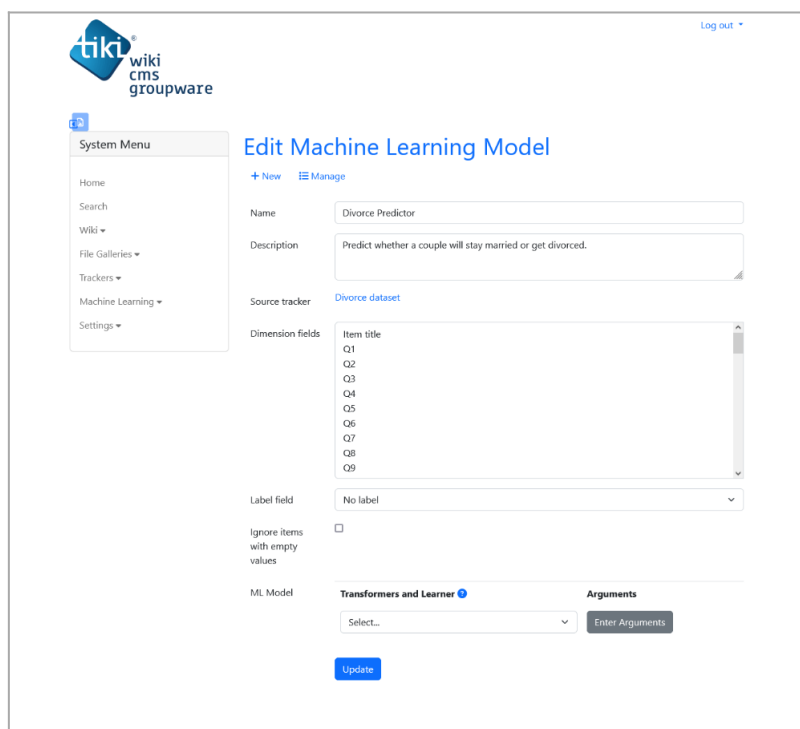 Log out
tiki
wiki
cms
groupware
System Menu
Home
Search
Wiki
File Galleries
Trackers
Machine Learning
Settings
Edit Machine Learning Model
+ New Manage
Name Divorce Predictor
Description Predict whether a couple will stay married or get divorced.
Source tracker Divorce dataset
Dimension fields Item title
Q1
Q2
Q3
Q4
Q5
Q6
Q7
Q8
Q9
Label field No label
Ignore items
with empty
values
ML Model Transformers and Learner ? Arguments
Select... Enter Arguments
Update